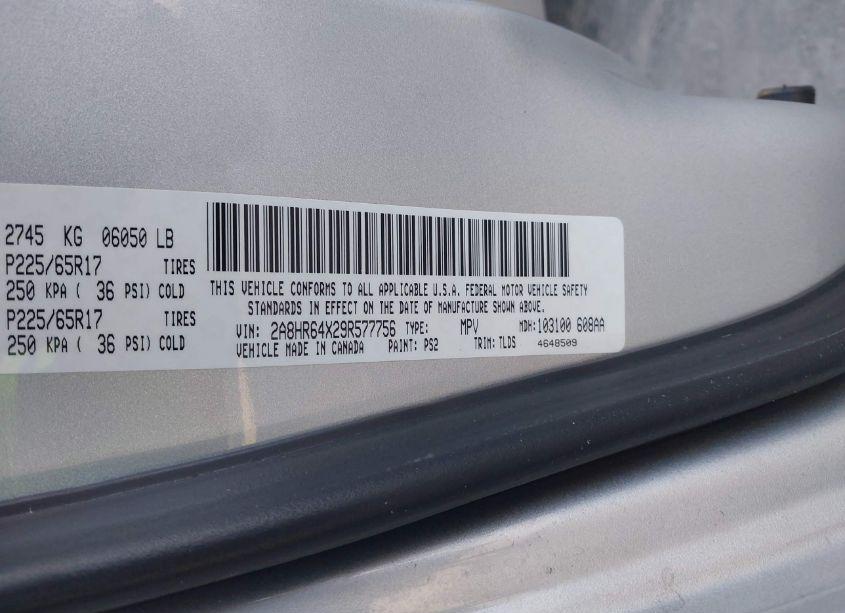 2745 KG 06050 LB
P225/65R17 TIRES
250 KPA ( 36 PSI) COLD
P225/65R17 TIRES
250 KPA ( 36 PSI) COLD
THIS VEHICLE CONFORMS TO ALL APPLICABLE U.S.A. FEDERAL MOTOR VEHICLE SAFETY
STANDARDS IN EFFECT ON THE DATE OF MANUFACTURE SHOWN ABOVE.
VIN: 2A8HR64X29R577756 TYPE: MPV MDH: 103100 608AA
VEHICLE MADE IN CANADA PAINT: PS2 TRIM: TLDS 4648509